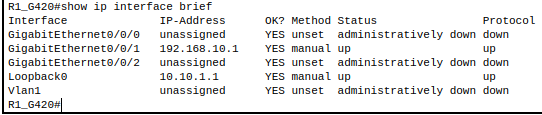 R1_G420#show ip interface brief
Interface IP-Address OK? Method Status Protocol
GigabitEthernet0/0/0 unassigned YES unset administratively down down
GigabitEthernet0/0/1 192.168.10.1 YES manual up up
GigabitEthernet0/0/2 unassigned YES unset administratively down down
Loopback0 10.10.1.1 YES manual up up
Vlan1 unassigned YES unset administratively down down
R1_G420#